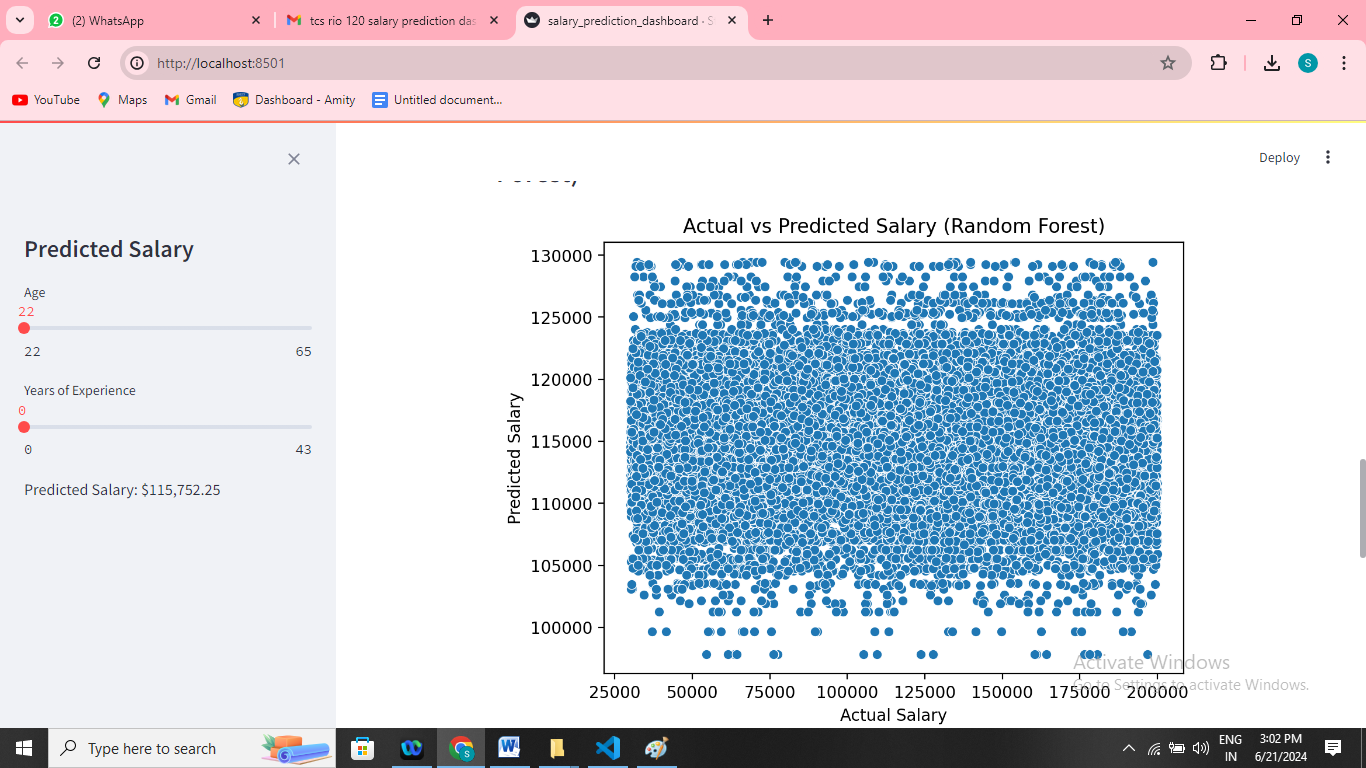 (2) WhatsApp
tcs rio 120 salary prediction das
salary_prediction_dashboard · S
http://localhost:8501
S
YouTube
Maps
Gmail
Dashboard - Amity
Untitled document...
Deploy
Predicted Salary
Age
22
22 65
Years of Experience
0
0 43
Predicted Salary: $115,752.25
Actual vs Predicted Salary (Random Forest)
130000
125000
120000
115000
110000
105000
100000
Predicted Salary
25000 50000 75000 100000 125000 150000 175000 200000
Actual Salary
Activate Windows
Go to Settings to activate Windows.
Type here to search
ENG
IN
3:02 PM
6/21/2024